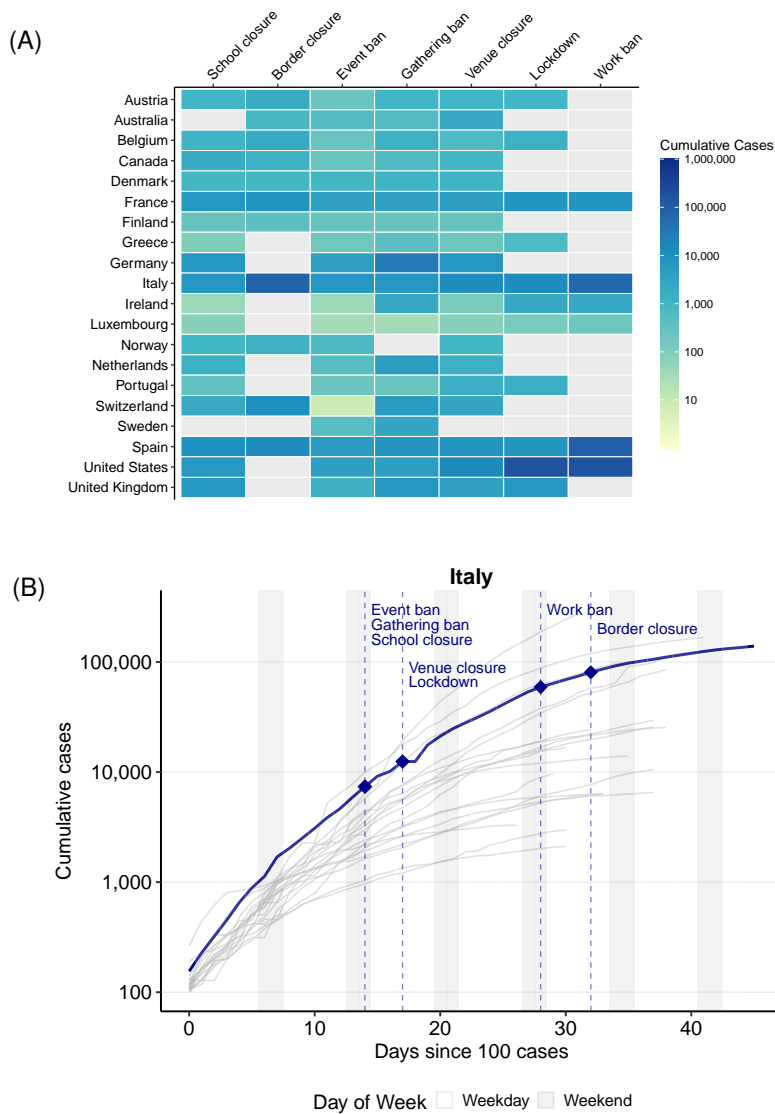 (A)
School closure
Border closure
Event ban
Gathering ban
Venue closure
Lockdown
Work ban
Austria
Australia
Belgium
Canada
Denmark
France
Finland
Greece
Germany
Italy
Ireland
Luxembourg
Norway
Netherlands
Portugal
Switzerland
Sweden
Spain
United States
United Kingdom
Cumulative Cases
1,000,000
100,000
10,000
1,000
100
10
(B)
Italy
Event ban
Gathering ban
School closure
Venue closure
Lockdown
Work ban
Border closure
Cumulative cases
100,000
10,000
1,000
100
0
10
20
30
40
Days since 100 cases
Day of Week
Weekday
Weekend